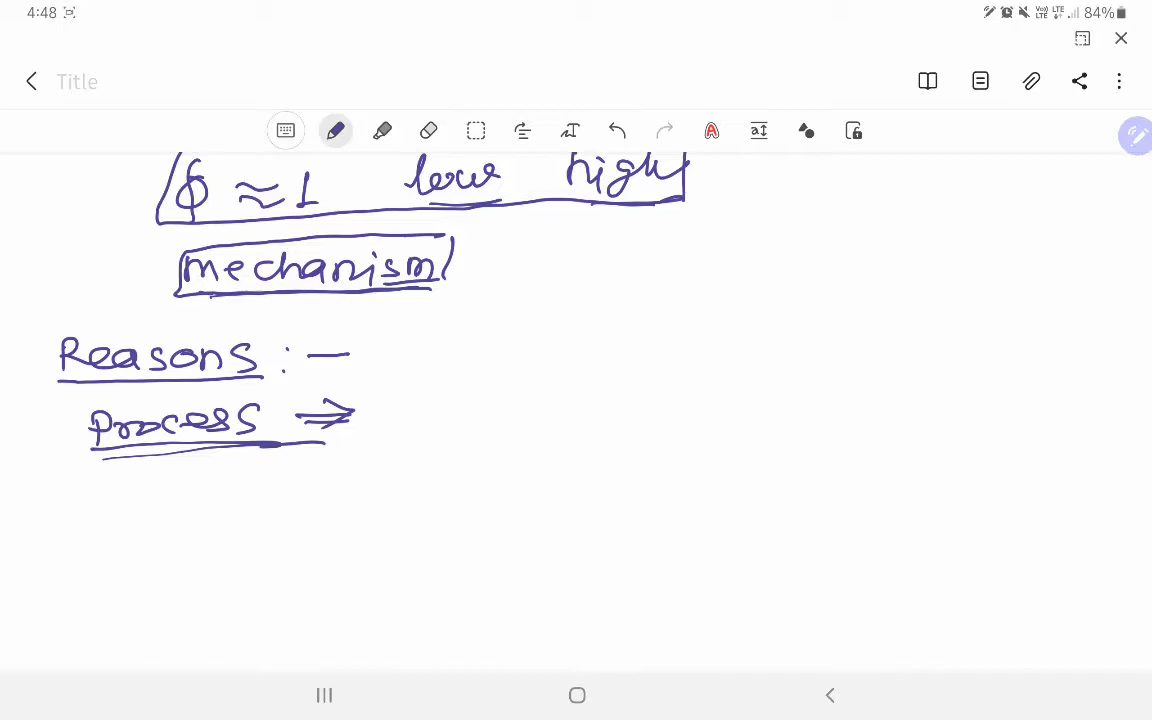 4:48 84%
Title
ϕ ≈ 1 low high
mechanism
Reasons :-
Process ⇒